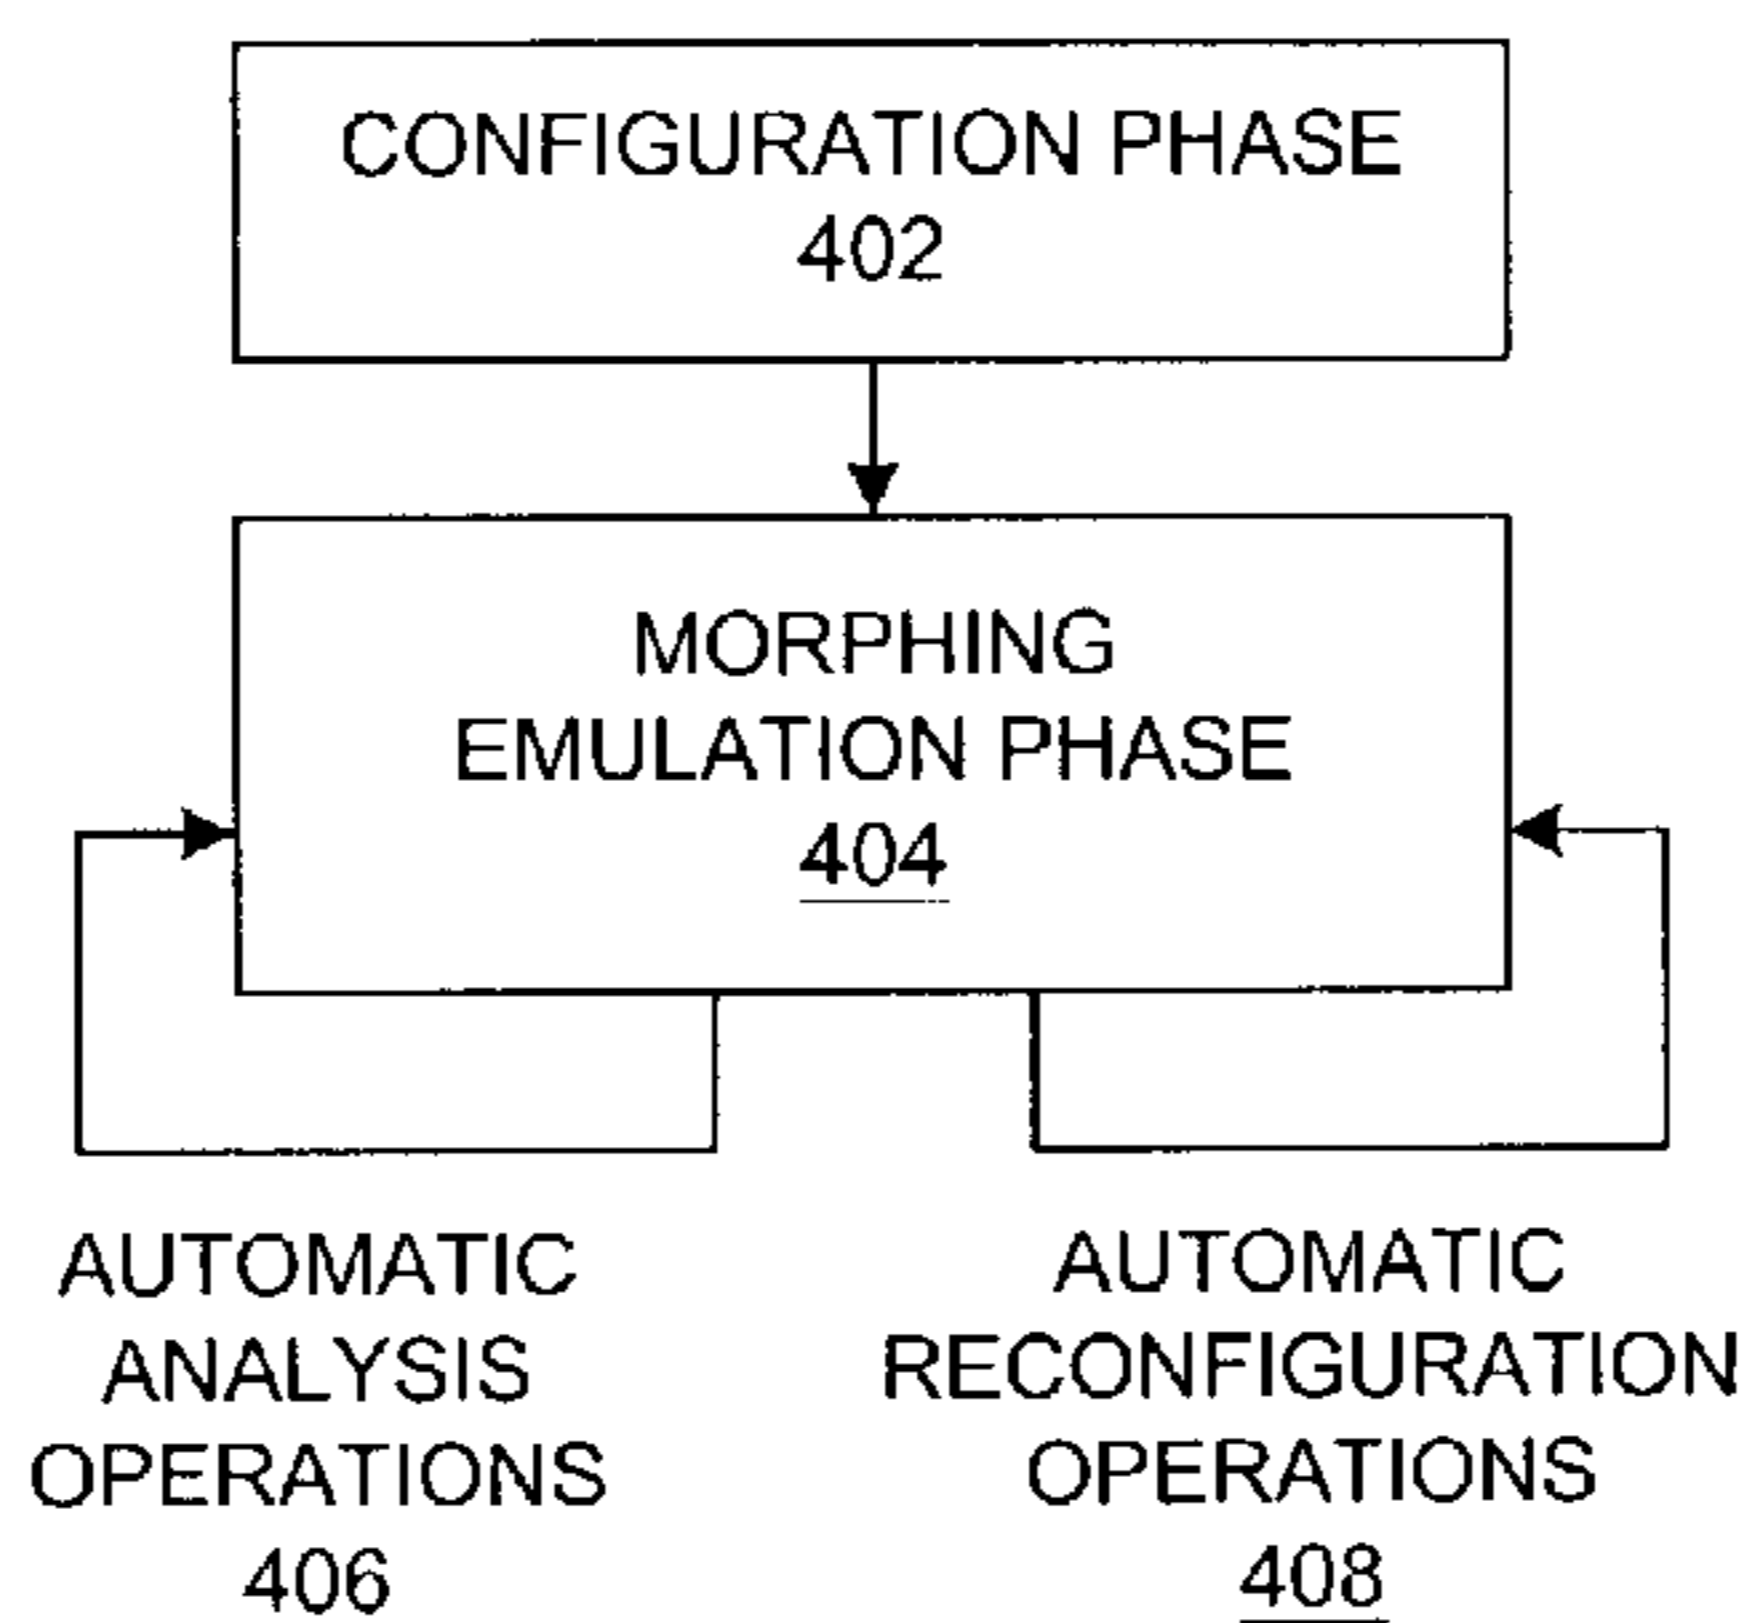 CONFIGURATION PHASE
402
MORPHING
EMULATION PHASE
404
AUTOMATIC
ANALYSIS
OPERATIONS
406
AUTOMATIC
RECONFIGURATION
OPERATIONS
408